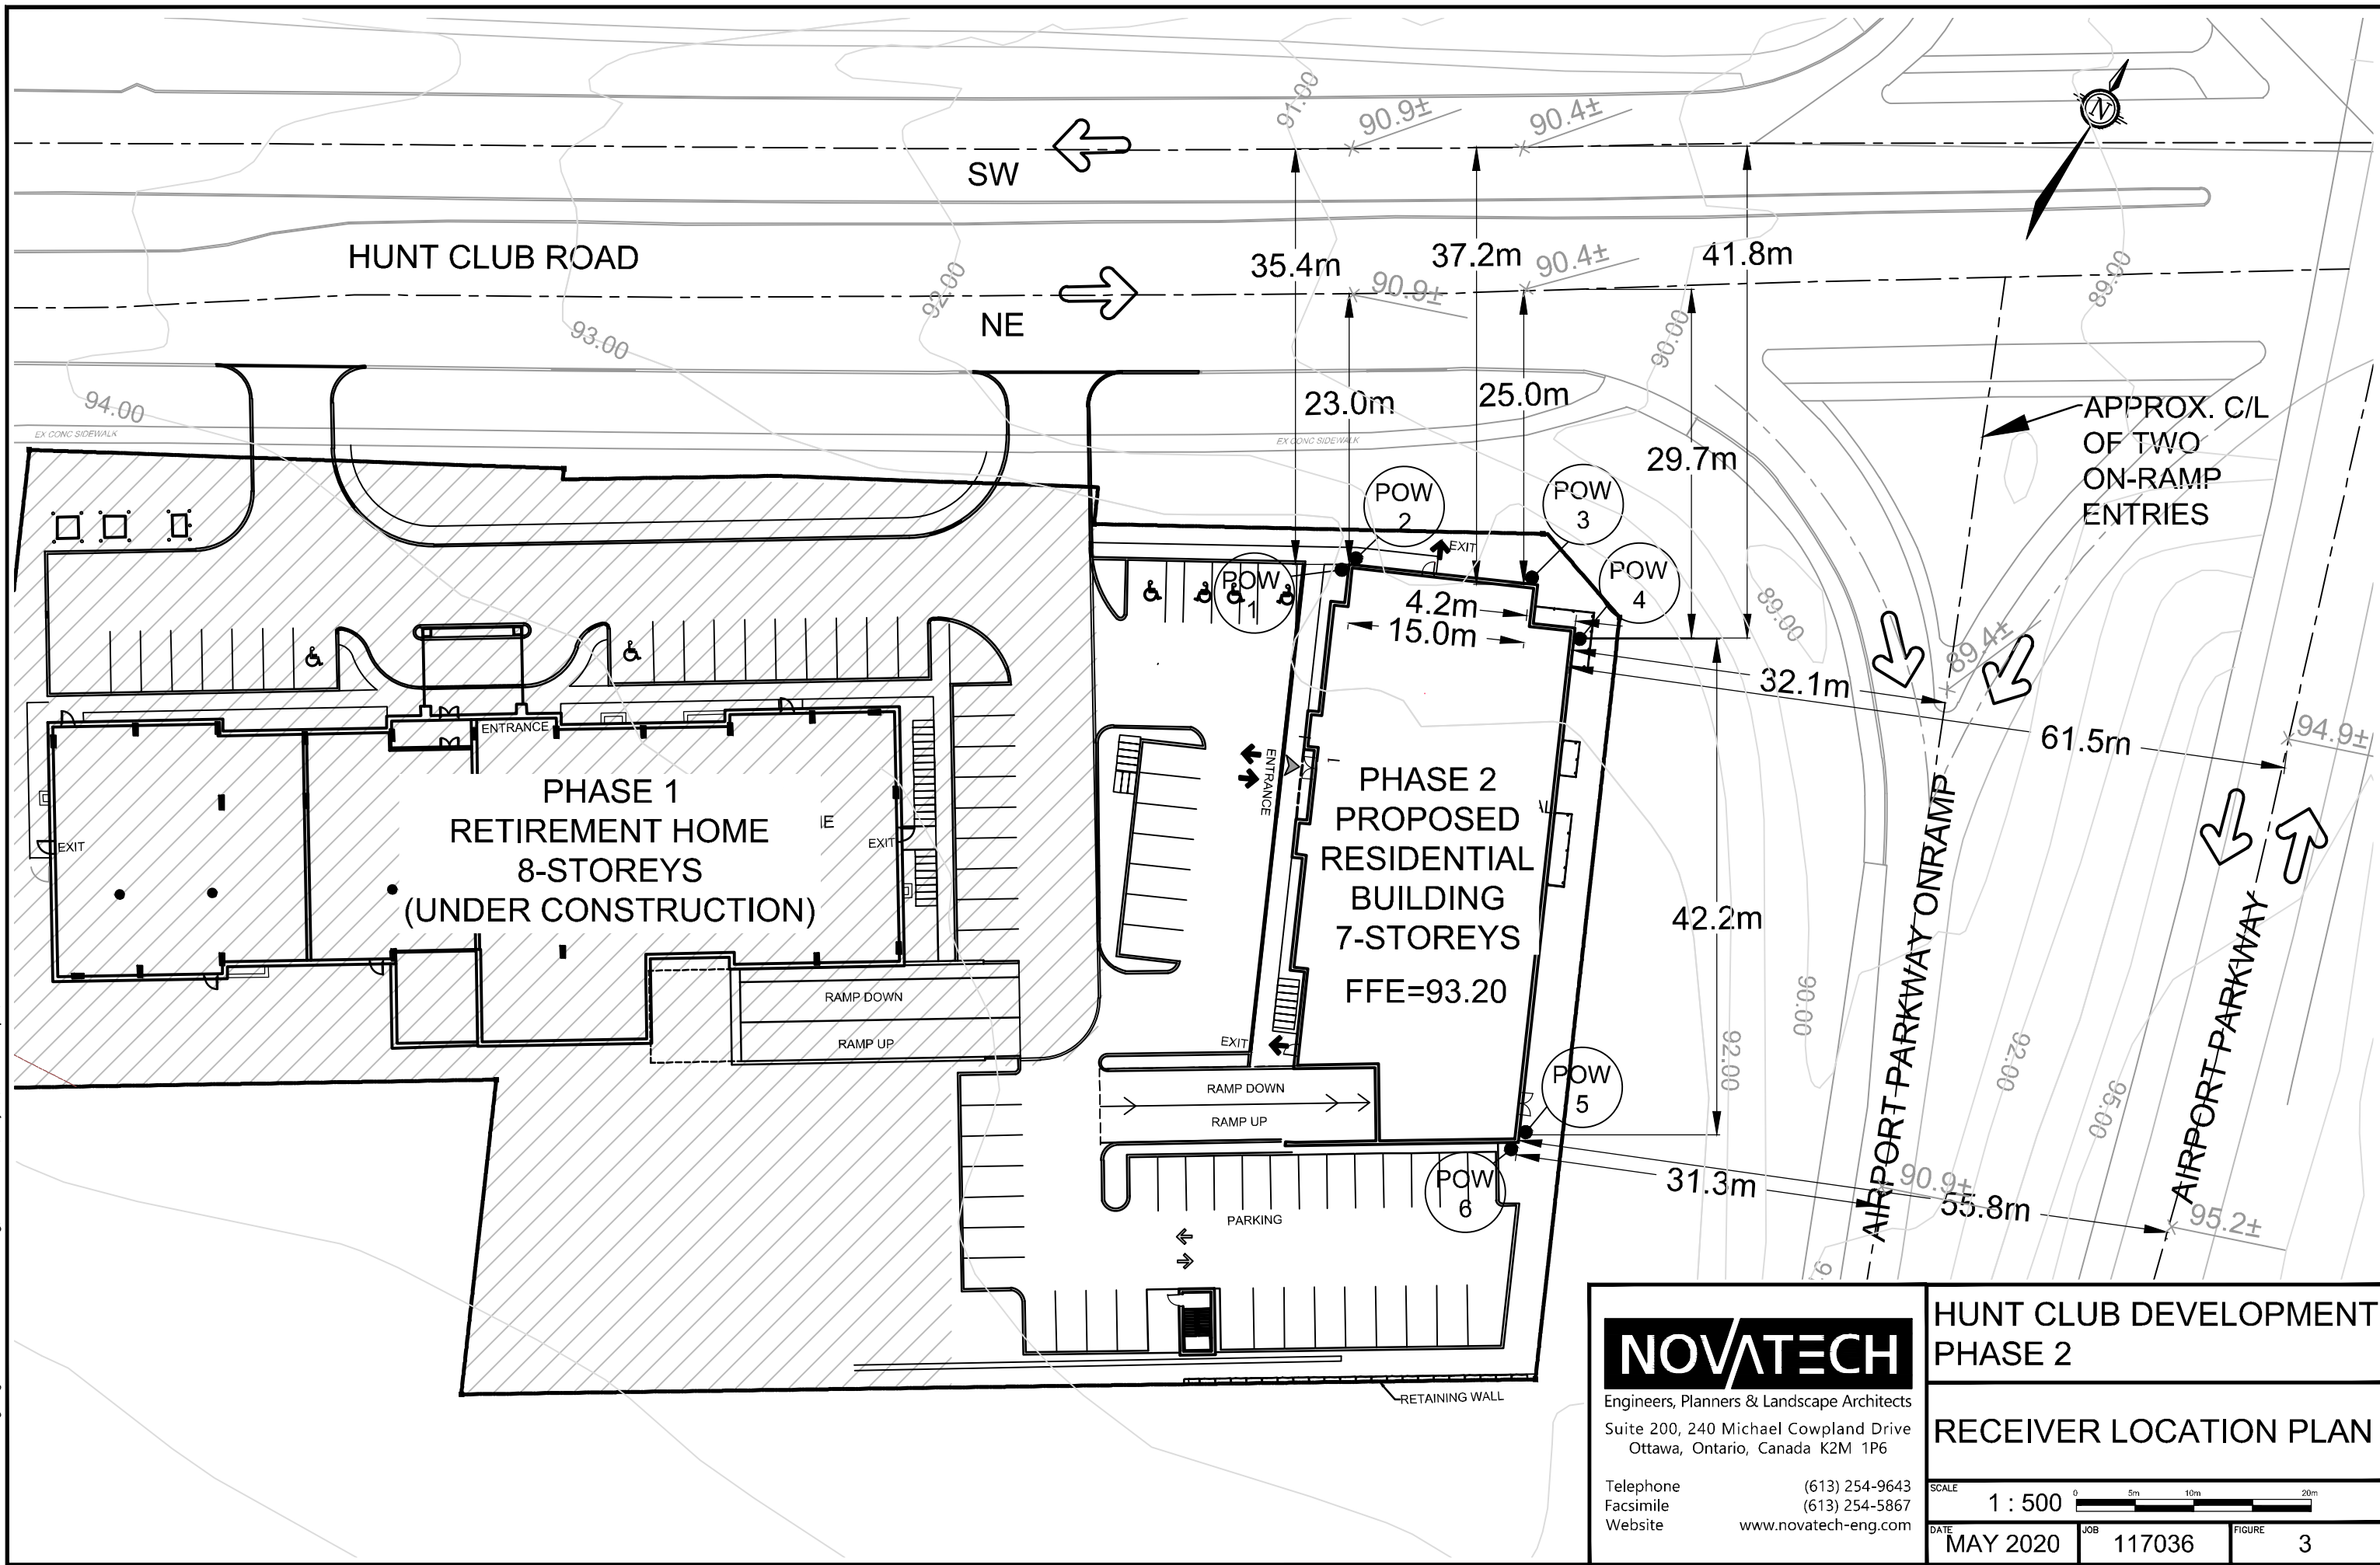 91.00
90.9±
90.4±
N
SW
HUNT CLUB ROAD
35.4m
37.2m
90.4±
41.8m
92.00
90.9±
89.00
NE
93.00
90.00
94.00
23.0m
25.0m
APPROX. C/L
OF TWO
ON-RAMP
ENTRIES
EX CONC SIDEWALK
EX CONC SIDEWALK
29.7m
POW
2
POW
3
EXIT
POW
1
POW
4
4.2m
15.0m
89.00
89.4±
32.1m
61.5m
94.9±
ENTRANCE
ENTRANCE
PHASE 1
RETIREMENT HOME
8-STOREYS
(UNDER CONSTRUCTION)
EXIT
EXIT
PHASE 2
PROPOSED
RESIDENTIAL
BUILDING
7-STOREYS
FFE=93.20
42.2m
AIRPORT PARKWAY ONRAMP
AIRPORT PARKWAY
90.00
92.00
92.00
95.00
RAMP DOWN
RAMP UP
EXIT
RAMP DOWN
RAMP UP
POW
5
POW
6
31.3m
90.9±
55.8m
95.2±
PARKING
RETAINING WALL
NOVATECH
Engineers, Planners & Landscape Architects
Suite 200, 240 Michael Cowpland Drive
Ottawa, Ontario, Canada K2M 1P6
Telephone (613) 254-9643
Facsimile (613) 254-5867
Website www.novatech-eng.com
HUNT CLUB DEVELOPMENT
PHASE 2
RECEIVER LOCATION PLAN
SCALE
1 : 500
0 5m 10m 20m
DATE
MAY 2020
JOB
117036
FIGURE
3